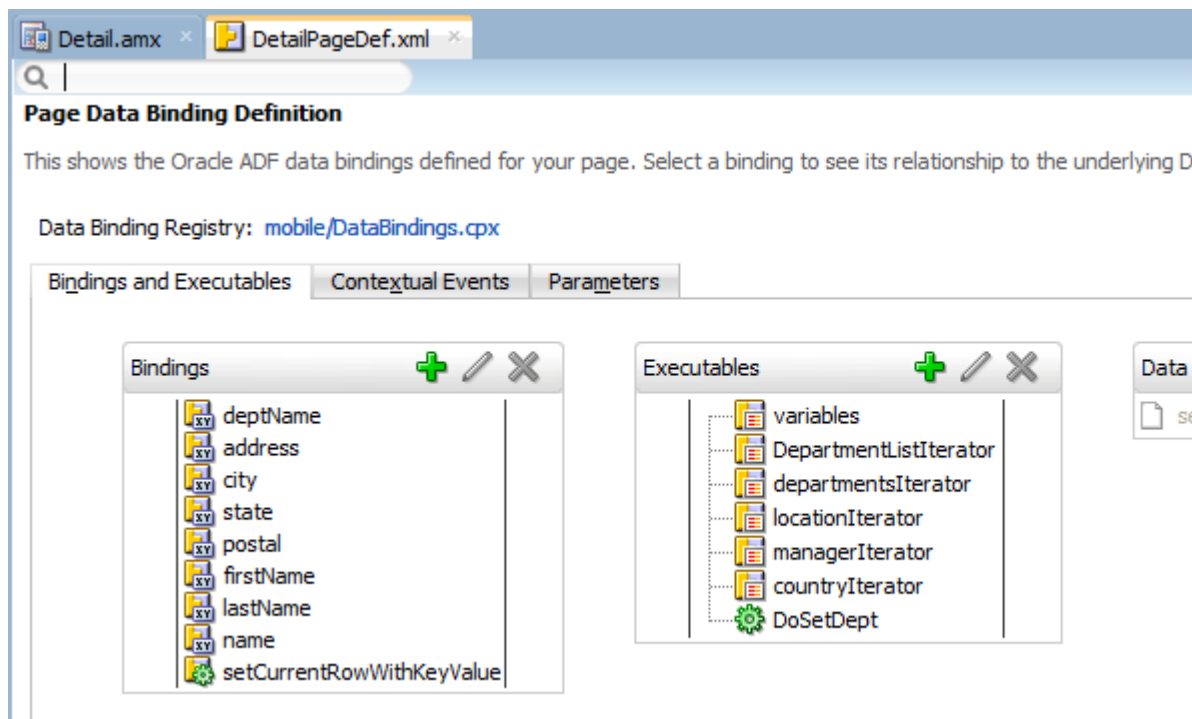 Detail.amx DetailPageDef.xml
Page Data Binding Definition
This shows the Oracle ADF data bindings defined for your page. Select a binding to see its relationship to the underlying D
Data Binding Registry: mobile/DataBindings.cpx
Bindings and Executables Contextual Events Parameters
Bindings Executables Data
deptName variables se
address DepartmentListIterator
city departmentsIterator
state locationIterator
postal managerIterator
firstName countryIterator
lastName DoSetDept
name
setCurrentRowWithKeyValue